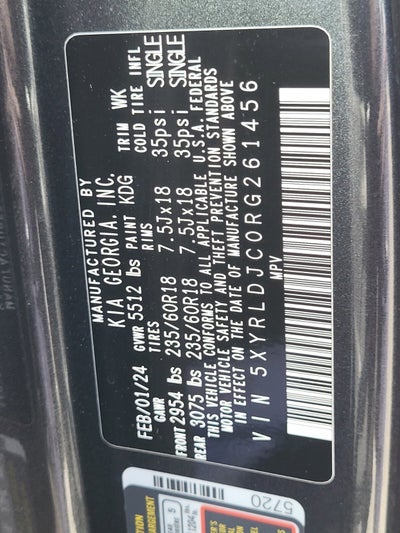 MANUFACTURED BY
KIA GEORGIA, INC.
FEB/01/24 GVWR 5512 lbs PAINT KDG TRIM WK
GAWR TIRES RIMS COLD TIRE INFL
FRONT 2954 lbs 235/60R18 7.5Jx18 35psi SINGLE
REAR 3075 lbs 235/60R18 7.5Jx18 35psi SINGLE
THIS VEHICLE CONFORMS TO ALL APPLICABLE U.S.A. FEDERAL
MOTOR VEHICLE SAFETY AND THEFT PREVENTION STANDARDS
IN EFFECT ON THE DATE OF MANUFACTURE SHOWN ABOVE
VIN 5XYRLDJC0RG261456
MPV
5720